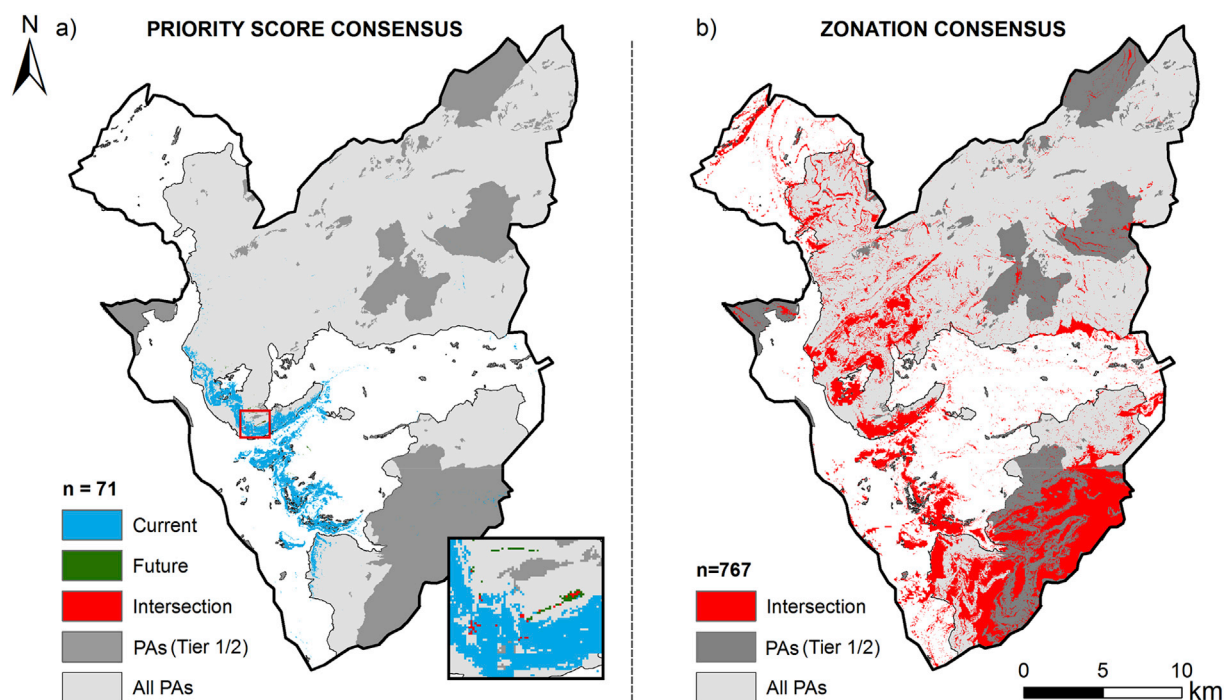 N
a) PRIORITY SCORE CONSENSUS
b) ZONATION CONSENSUS
n = 71
Current
Future
Intersection
PAs (Tier 1/2)
All PAs
n=767
Intersection
PAs (Tier 1/2)
All PAs
0 5 10
km